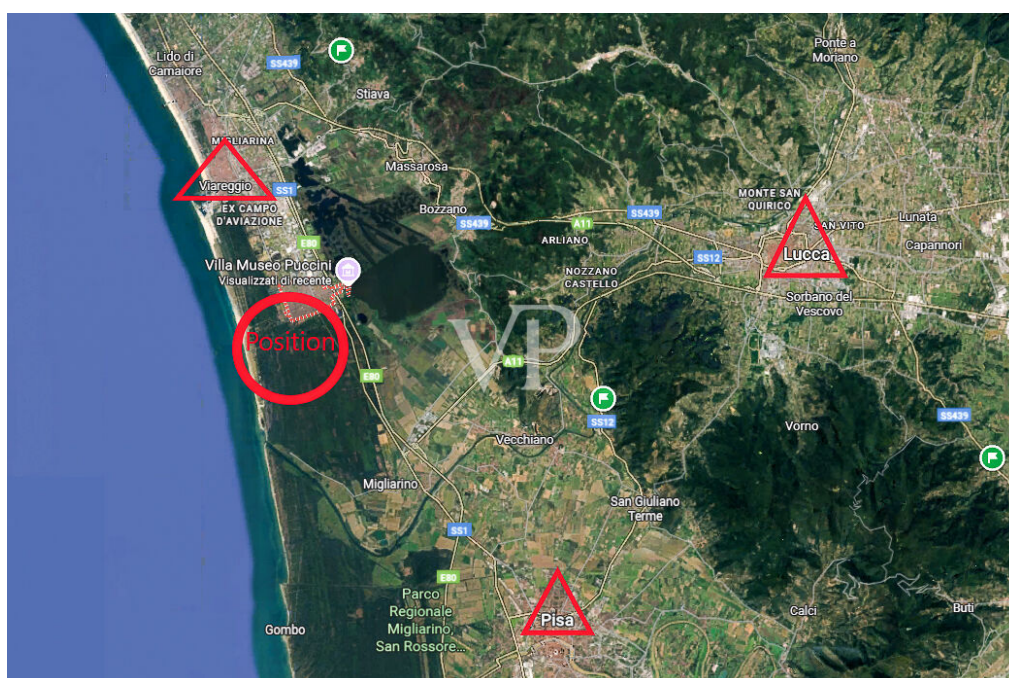 Ponte a
Moriano
Lido di
Camaiore
SS439
Stiava
MIGLIARINA
Massarosa
Viareggio
SS1
MONTE SAN
QUIRICO
EX CAMPO
D'AVIAZIONE
Bozzano
SS439
SS439
A11
SAN VITO
Lunata
E80
ARLIANO
SS12
Lucca
Capannori
Villa Museo Puccini
Visualizzati di recente
NOZZANO
CASTELLO
Sorbano del
Vescovo
Position
VP
A11
E80
SS12
SS439
Vorno
Vecchiano
Migliarino
San Giuliano
Terme
SS1
E80
Parco
Regionale
Migliarino,
San Rossore...
Pisa
Calci
Buti
Gombo